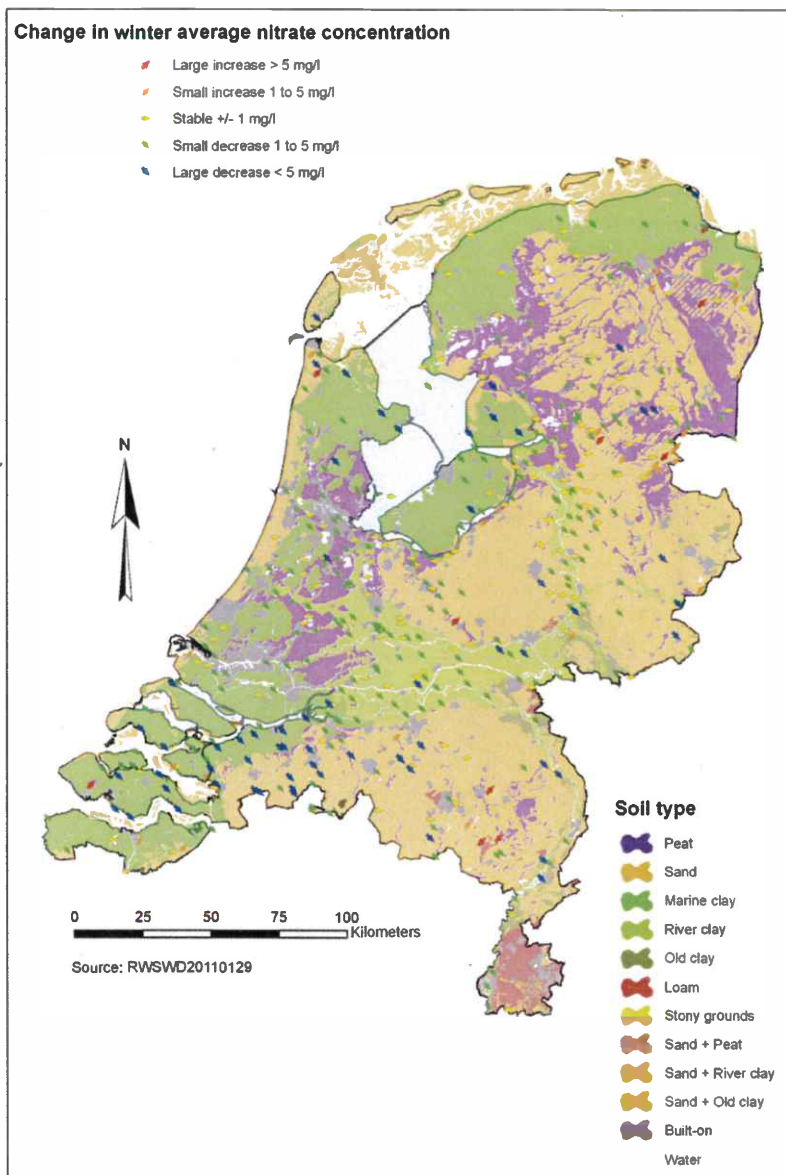 Change in winter average nitrate concentration
Large increase > 5 mg/l
Small increase 1 to 5 mg/l
Stable +/- 1 mg/l
Small decrease 1 to 5 mg/l
Large decrease < 5 mg/l
N
0 25 50 75 100
Kilometers
Source: RWSWD20110129
Soil type
Peat
Sand
Marine clay
River clay
Old clay
Loam
Stony grounds
Sand + Peat
Sand + River clay
Sand + Old clay
Built-on
Water